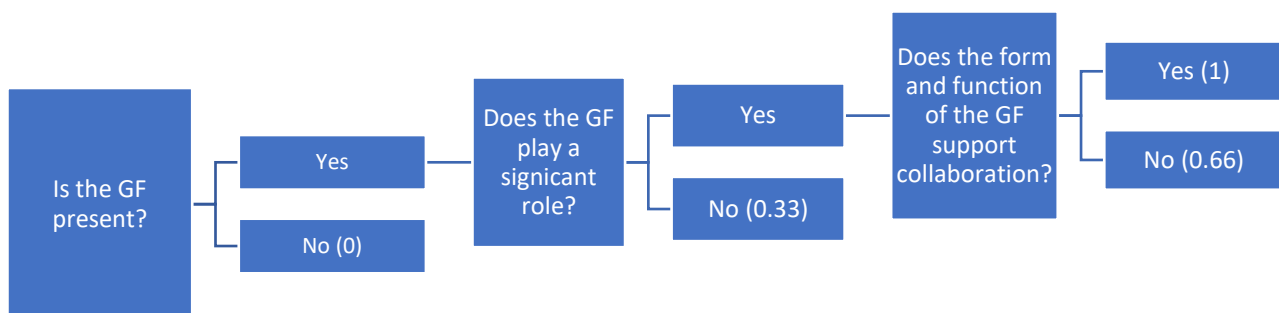 Is the GF
present?
Yes
No (0)
Does the GF
play a
signicant
role?
Yes
No (0.33)
Does the form
and function
of the GF
support
collaboration?
Yes (1)
No (0.66)